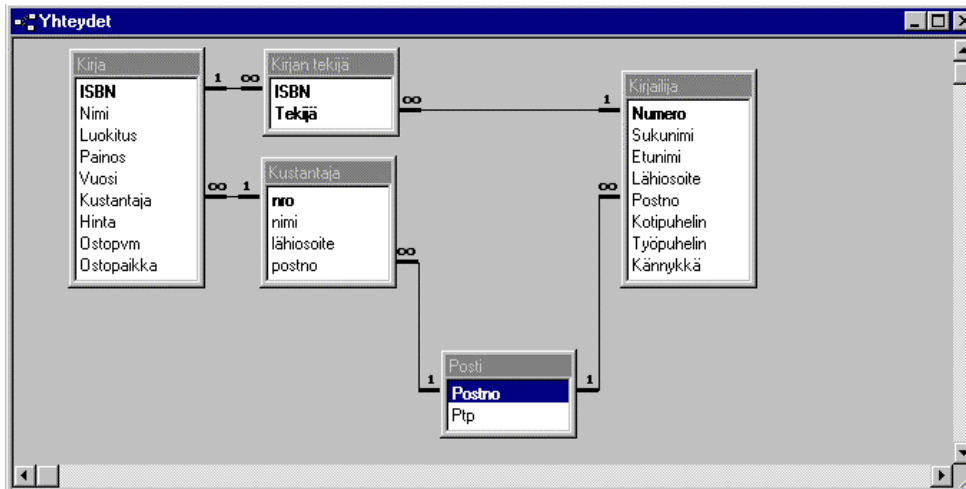 Yhteydet
Kirja
ISBN
Nimi
Luokitus
Painos
Vuosi
Kustantaja
Hinta
Ostopvm
Ostopaikka
1 ∞
∞ 1
Kirjan tekijä
ISBN
Tekijä
∞ 1
Kustantaja
nro
nimi
lähiosoite
postno
∞
1
Kirjailija
Numero
Sukunimi
Etunimi
Lähiosoite
Postno
Kotipuhelin
Työpuhelin
Kännykkä
∞
1
Posti
Postno
Ptp